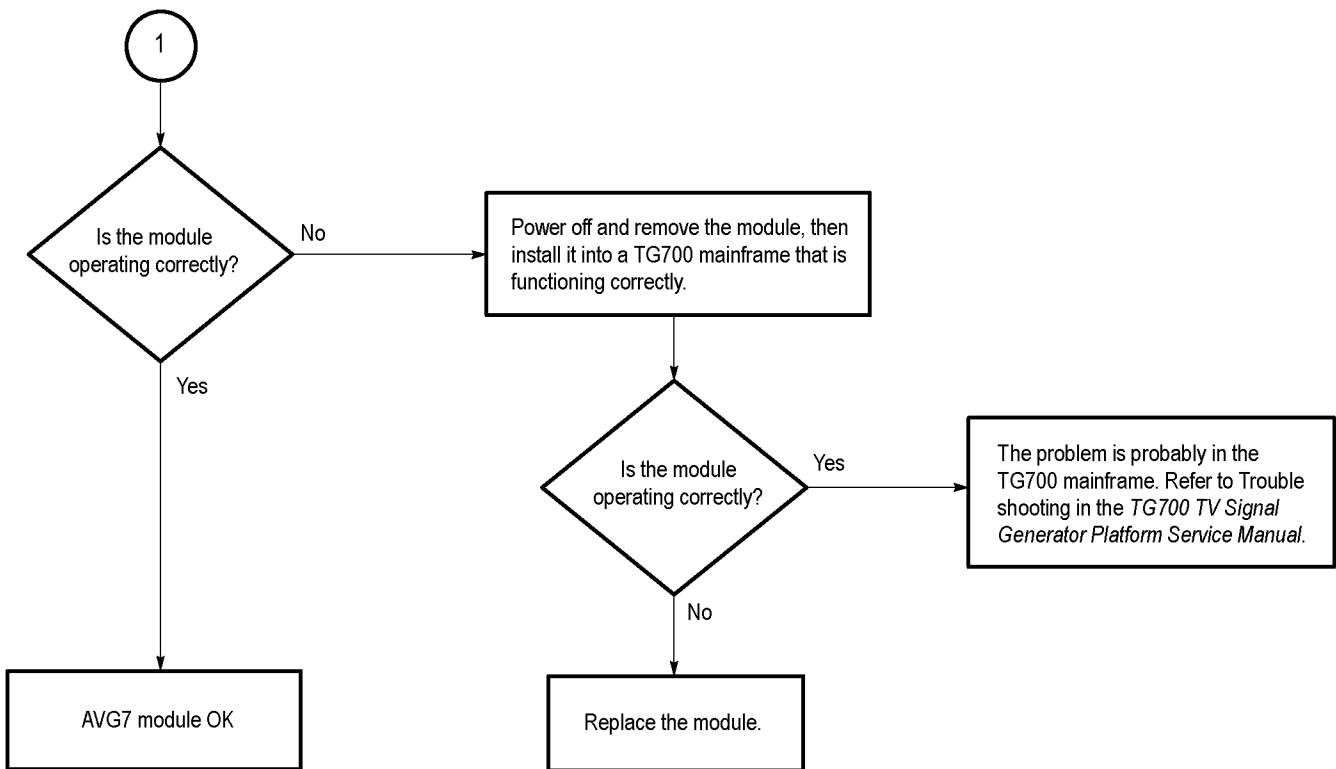 1
Is the module
operating correctly?
No
Power off and remove the module, then
install it into a TG700 mainframe that is
functioning correctly.
Yes
Is the module
operating correctly?
Yes
The problem is probably in the
TG700 mainframe. Refer to Trouble
shooting in the TG700 TV Signal
Generator Platform Service Manual.
No
AVG7 module OK
Replace the module.